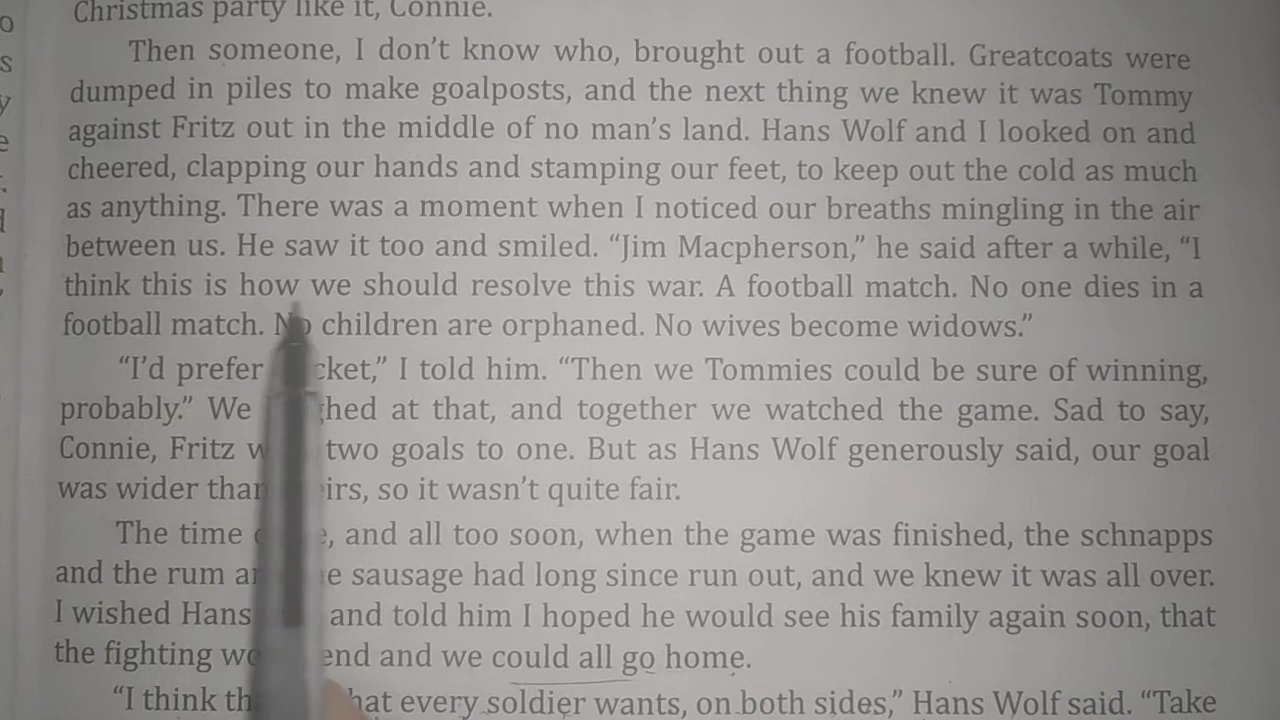 Christmas party like it, Connie.
Then someone, I don't know who, brought out a football. Greatcoats were
dumped in piles to make goalposts, and the next thing we knew it was Tommy
against Fritz out in the middle of no man's land. Hans Wolf and I looked on and
cheered, clapping our hands and stamping our feet, to keep out the cold as much
as anything. There was a moment when I noticed our breaths mingling in the air
between us. He saw it too and smiled. “Jim Macpherson,” he said after a while, “I
think this is how we should resolve this war. A football match. No one dies in a
football match. No children are orphaned. No wives become widows.”
“I'd prefer cket,” I told him. “Then we Tommies could be sure of winning,
probably.” We ghed at that, and together we watched the game. Sad to say,
Connie, Fritz two goals to one. But as Hans Wolf generously said, our goal
was wider than irs, so it wasn't quite fair.
The time , and all too soon, when the game was finished, the schnapps
and the rum sausage had long since run out, and we knew it was all over.
I wished Hans and told him I hoped he would see his family again soon, that
the fighting end and we could all go home.
“I think hat every soldier wants, on both sides,” Hans Wolf said. “Take